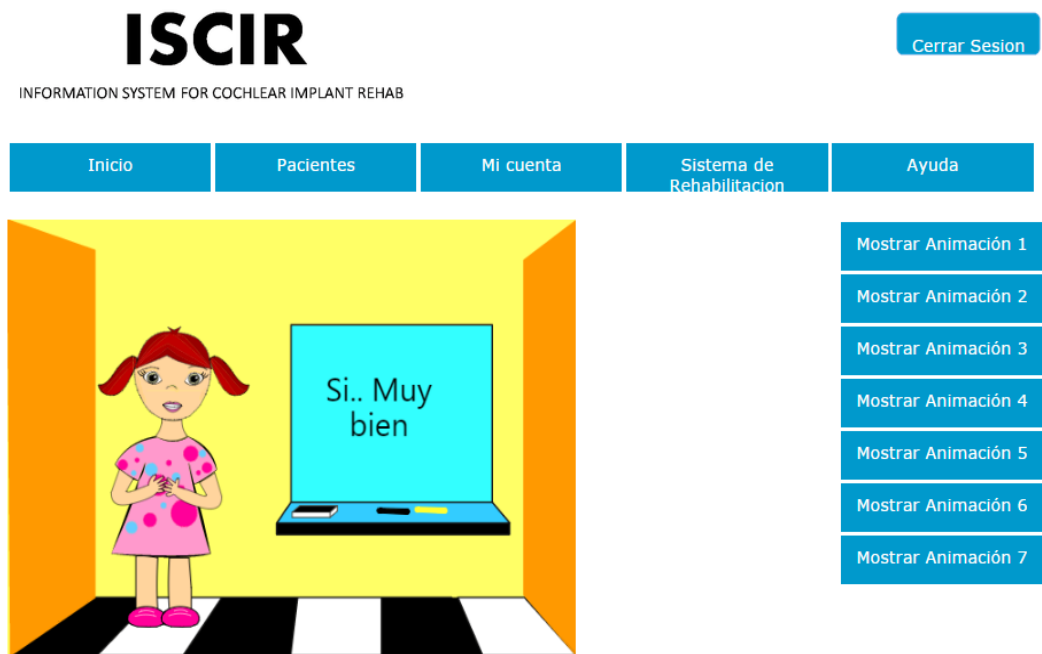 ISCIR
INFORMATION SYSTEM FOR COCHLEAR IMPLANT REHAB
Cerrar Sesion
Inicio
Pacientes
Mi cuenta
Sistema de
Rehabilitacion
Ayuda
Si.. Muy
bien
Mostrar Animación 1
Mostrar Animación 2
Mostrar Animación 3
Mostrar Animación 4
Mostrar Animación 5
Mostrar Animación 6
Mostrar Animación 7